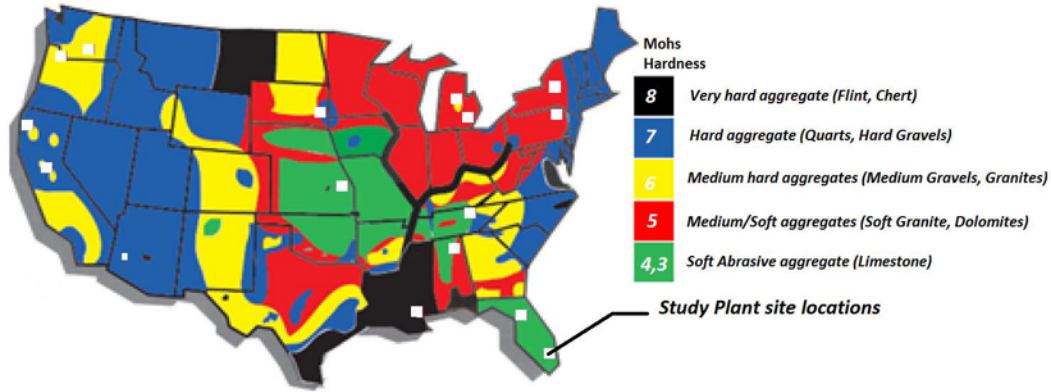 Mohs
Hardness
8 Very hard aggregate (Flint, Chert)
7 Hard aggregate (Quarts, Hard Gravels)
6 Medium hard aggregates (Medium Gravels, Granites)
5 Medium/Soft aggregates (Soft Granite, Dolomites)
4,3 Soft Abrasive aggregate (Limestone)
Study Plant site locations